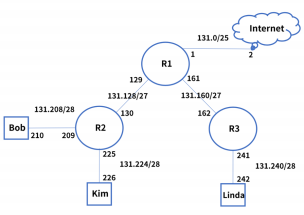 Internet
131.0/25
1
2
R1
129
161
131.128/27
131.160/27
130
162
131.208/28
Bob
R2
R3
210
209
225
241
131.224/28
131.240/28
226
242
Kim
Linda